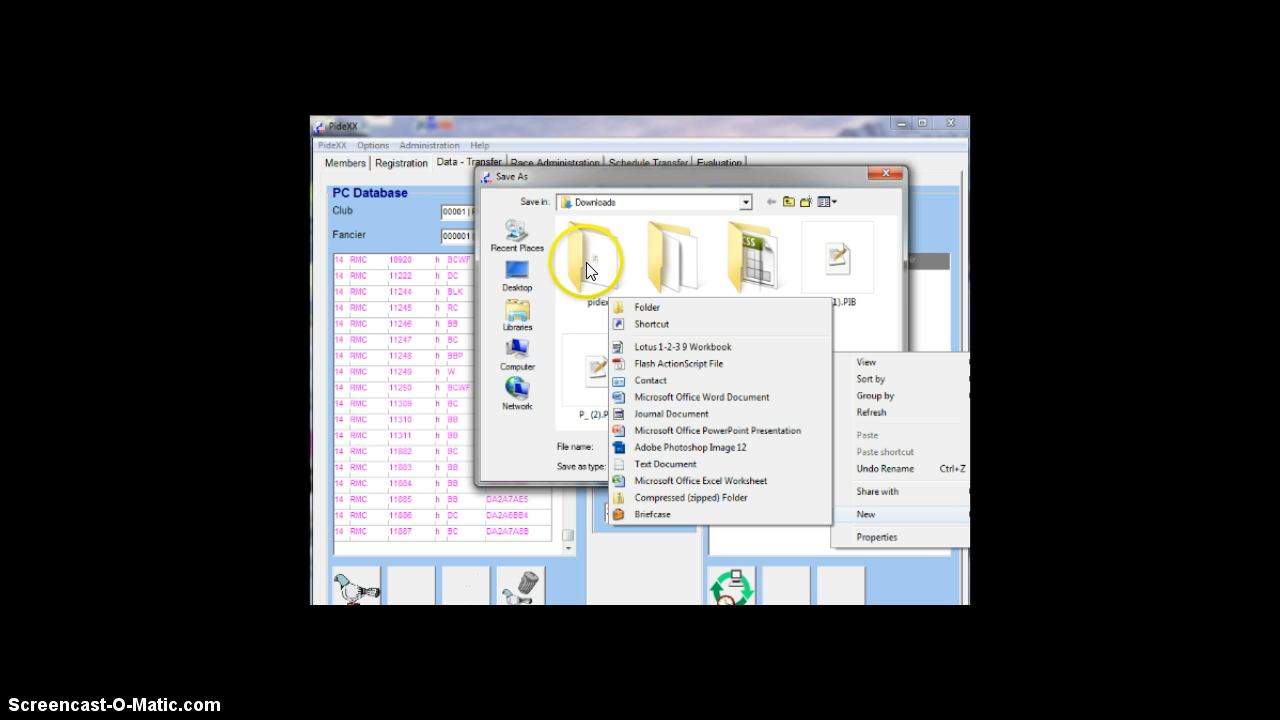 PideXX
PideXX Options Administration Help
Members Registration Data - Transfer Race Administration Schedule Transfer Evaluation
PC Database
Club 00001
Fancier 000001
14 RMC 10920 h BCWF
14 RMC 11222 h DC
14 RMC 11244 h BLK
14 RMC 11245 h RC
14 RMC 11246 h BB
14 RMC 11247 h BC
14 RMC 11248 h BBP
14 RMC 11249 h W
14 RMC 11250 h BCWF
14 RMC 11309 h BC
14 RMC 11310 h BB
14 RMC 11311 h BB
14 RMC 11882 h BC
14 RMC 11883 h BB
14 RMC 11884 h BB
14 RMC 11885 h BB DA2A7AE5
14 RMC 11886 h DC DA2A6BB4
14 RMC 11887 h BC DA2A7A8B
Save As
Save in: Downloads
Recent Places
Desktop
Libraries
Computer
Network
pidex
1).PIB
P_ (2).P
File name:
Save as type:
Folder
Shortcut
Lotus 1-2-3 9 Workbook
Flash ActionScript File
Contact
Microsoft Office Word Document
Journal Document
Microsoft Office PowerPoint Presentation
Adobe Photoshop Image 12
Text Document
Microsoft Office Excel Worksheet
Compressed (zipped) Folder
Briefcase
View
Sort by
Group by
Refresh
Paste
Paste shortcut
Undo Rename Ctrl+Z
Share with
New
Properties
Screencast-O-Matic.com